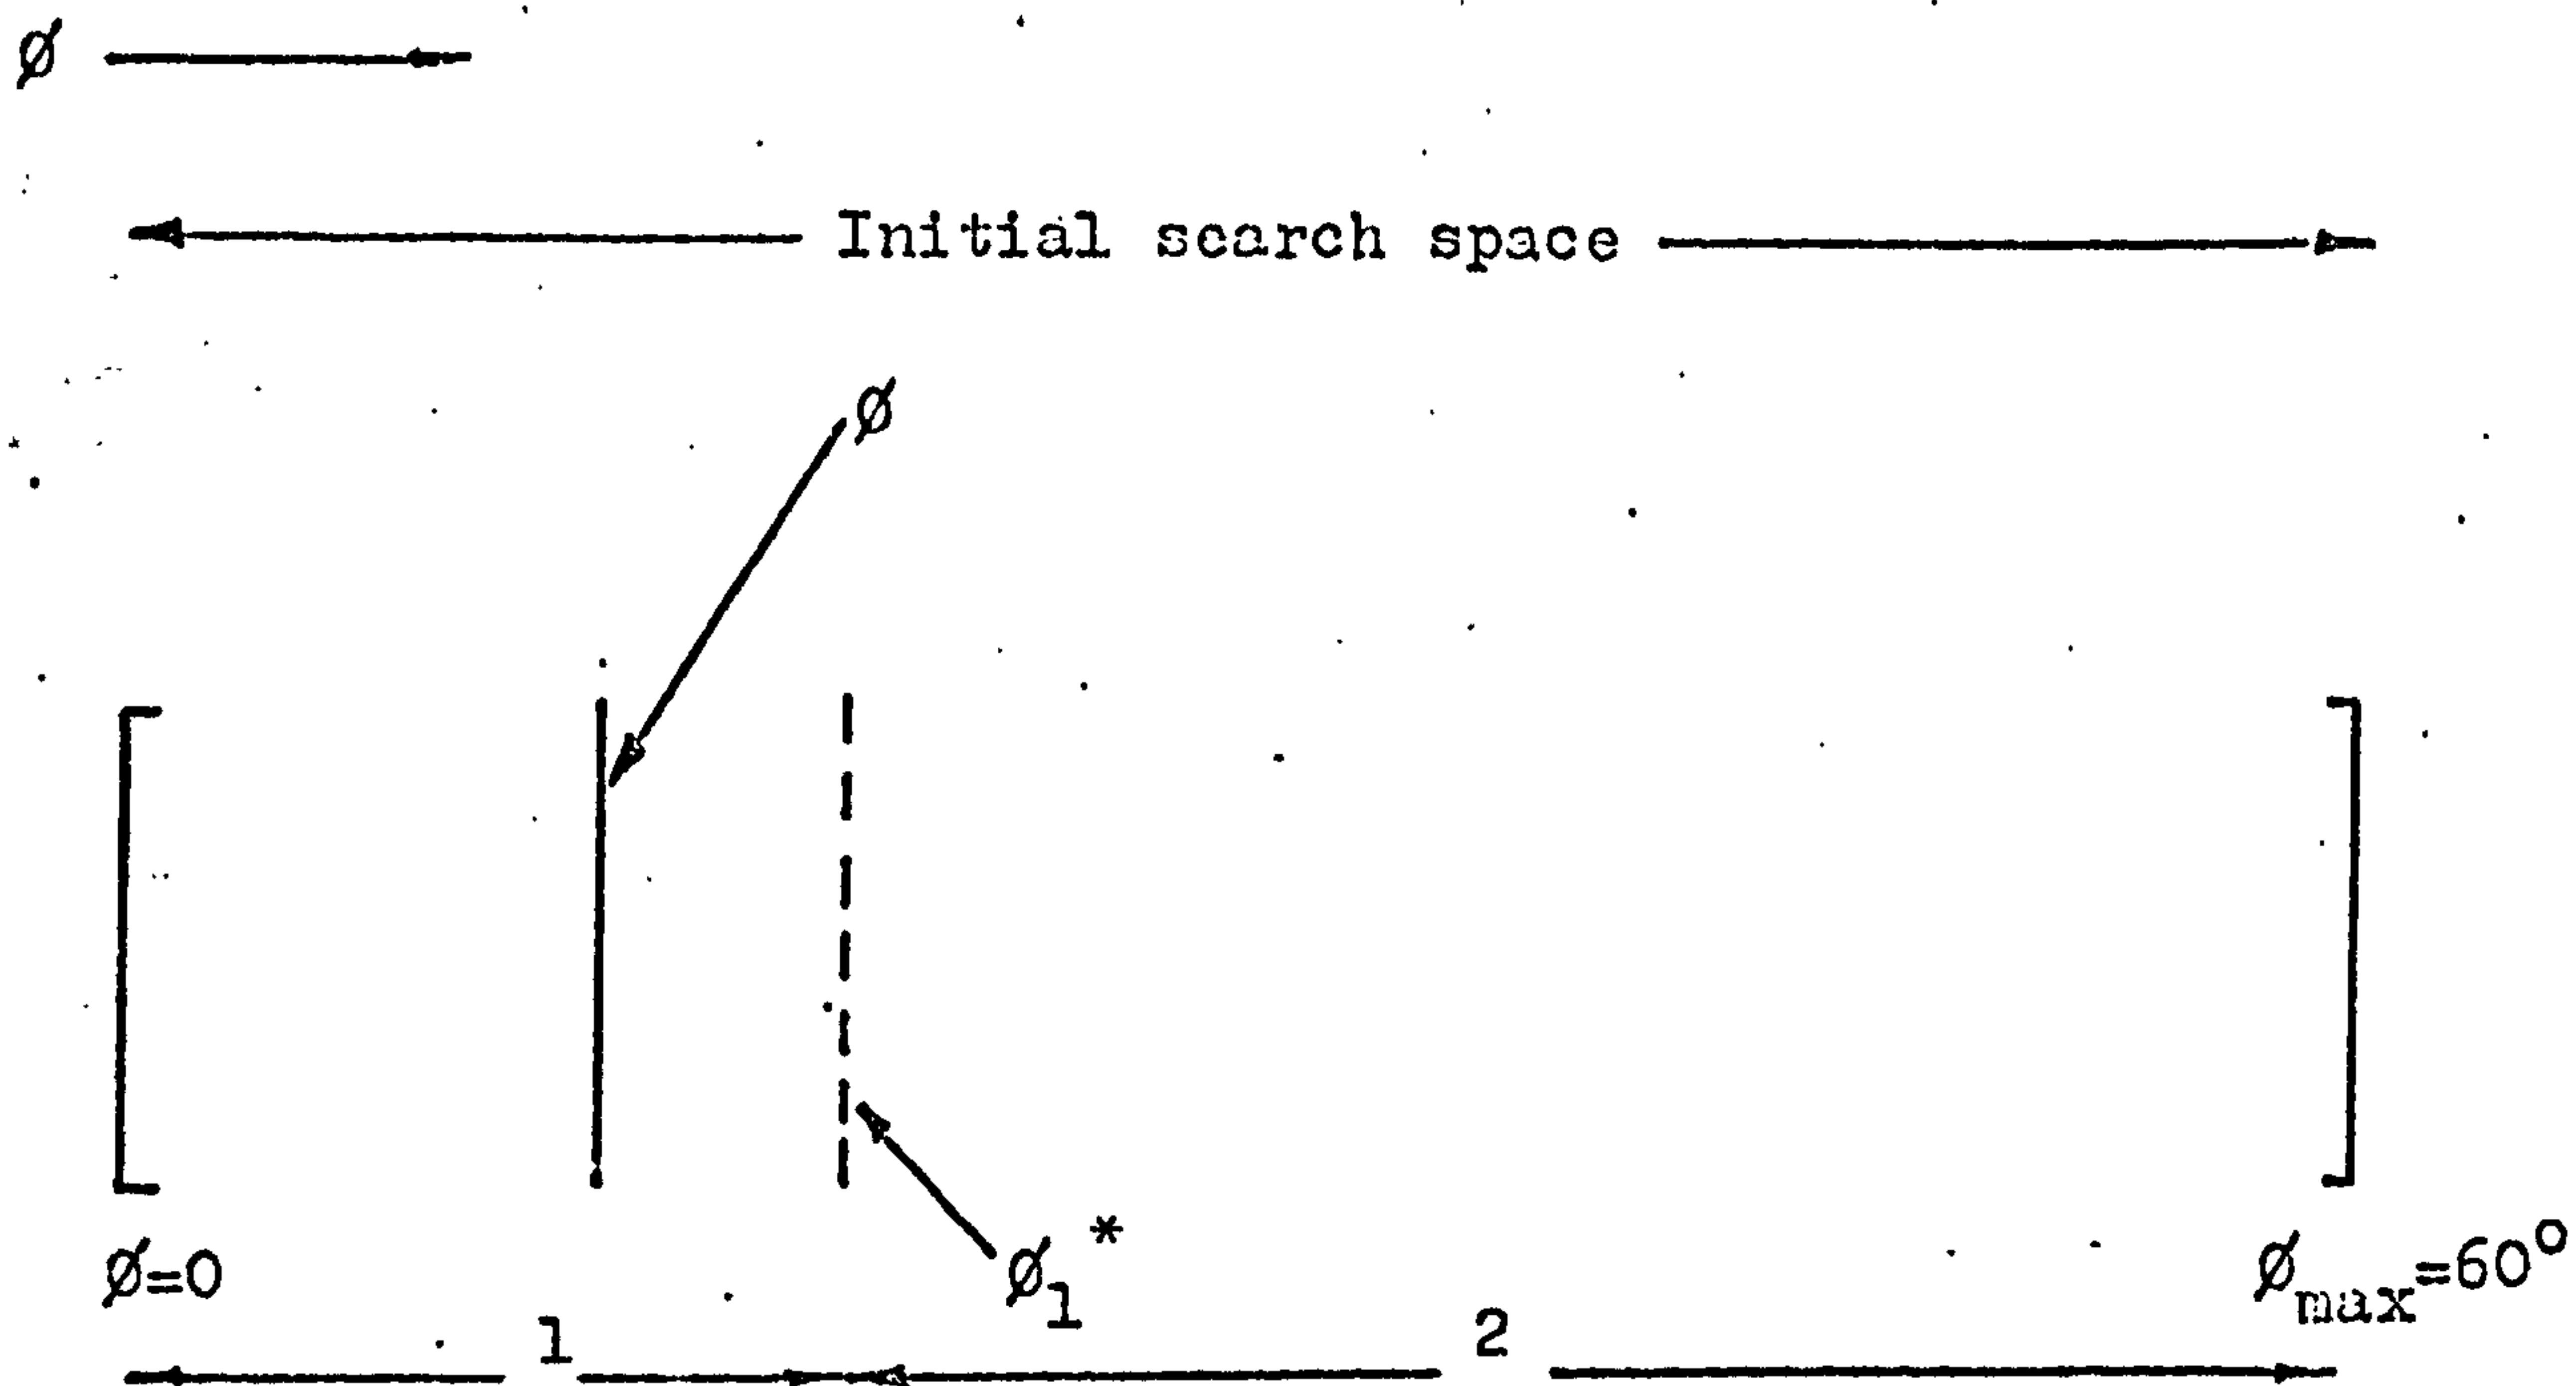 Ø
Initial search space
Ø
Ø=0
Ø₁*
Ømax=60°
1
2